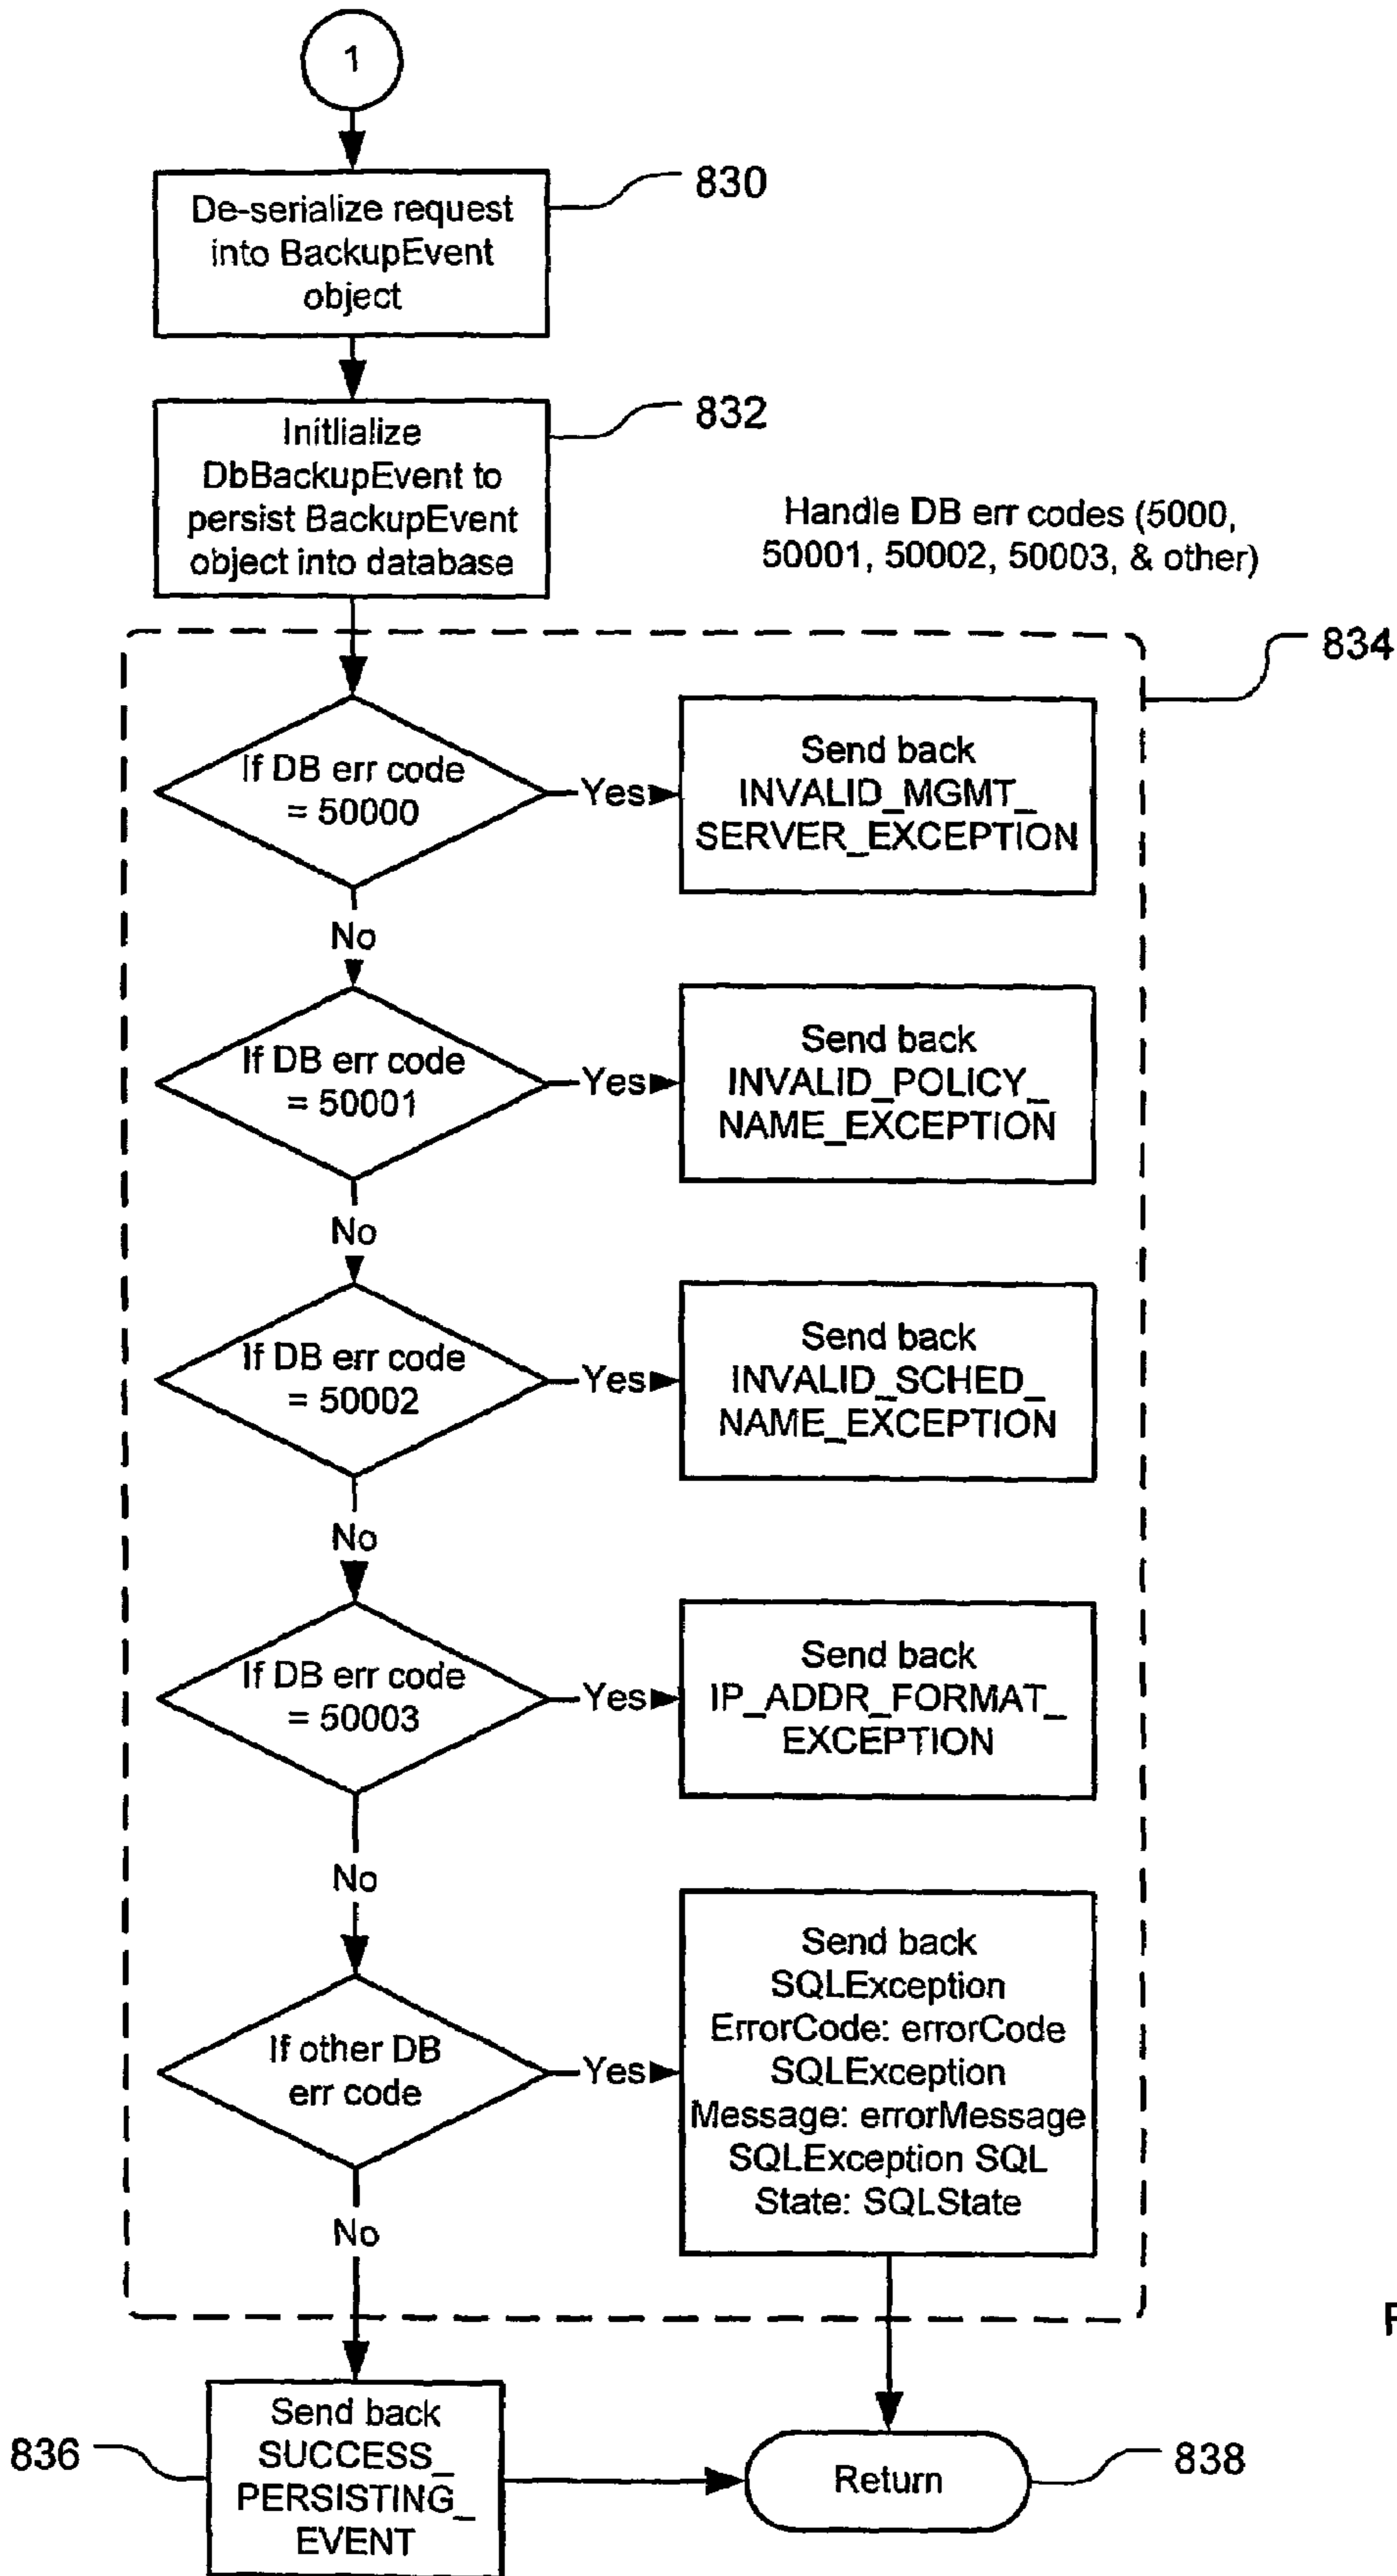 1
De-serialize request
into BackupEvent
object
830
Initlialize
DbBackupEvent to
persist BackupEvent
object into database
832
Handle DB err codes (5000,
50001, 50002, 50003, & other)
834
If DB err code
= 50000
Yes
Send back
INVALID_MGMT_
SERVER_EXCEPTION
No
If DB err code
= 50001
Yes
Send back
INVALID_POLICY_
NAME_EXCEPTION
No
If DB err code
= 50002
Yes
Send back
INVALID_SCHED_
NAME_EXCEPTION
No
If DB err code
= 50003
Yes
Send back
IP_ADDR_FORMAT_
EXCEPTION
No
If other DB
err code
Yes
Send back
SQLException
ErrorCode: errorCode
SQLException
Message: errorMessage
SQLException SQL
State: SQLState
No
836
Send back
SUCCESS_
PERSISTING_
EVENT
Return
838